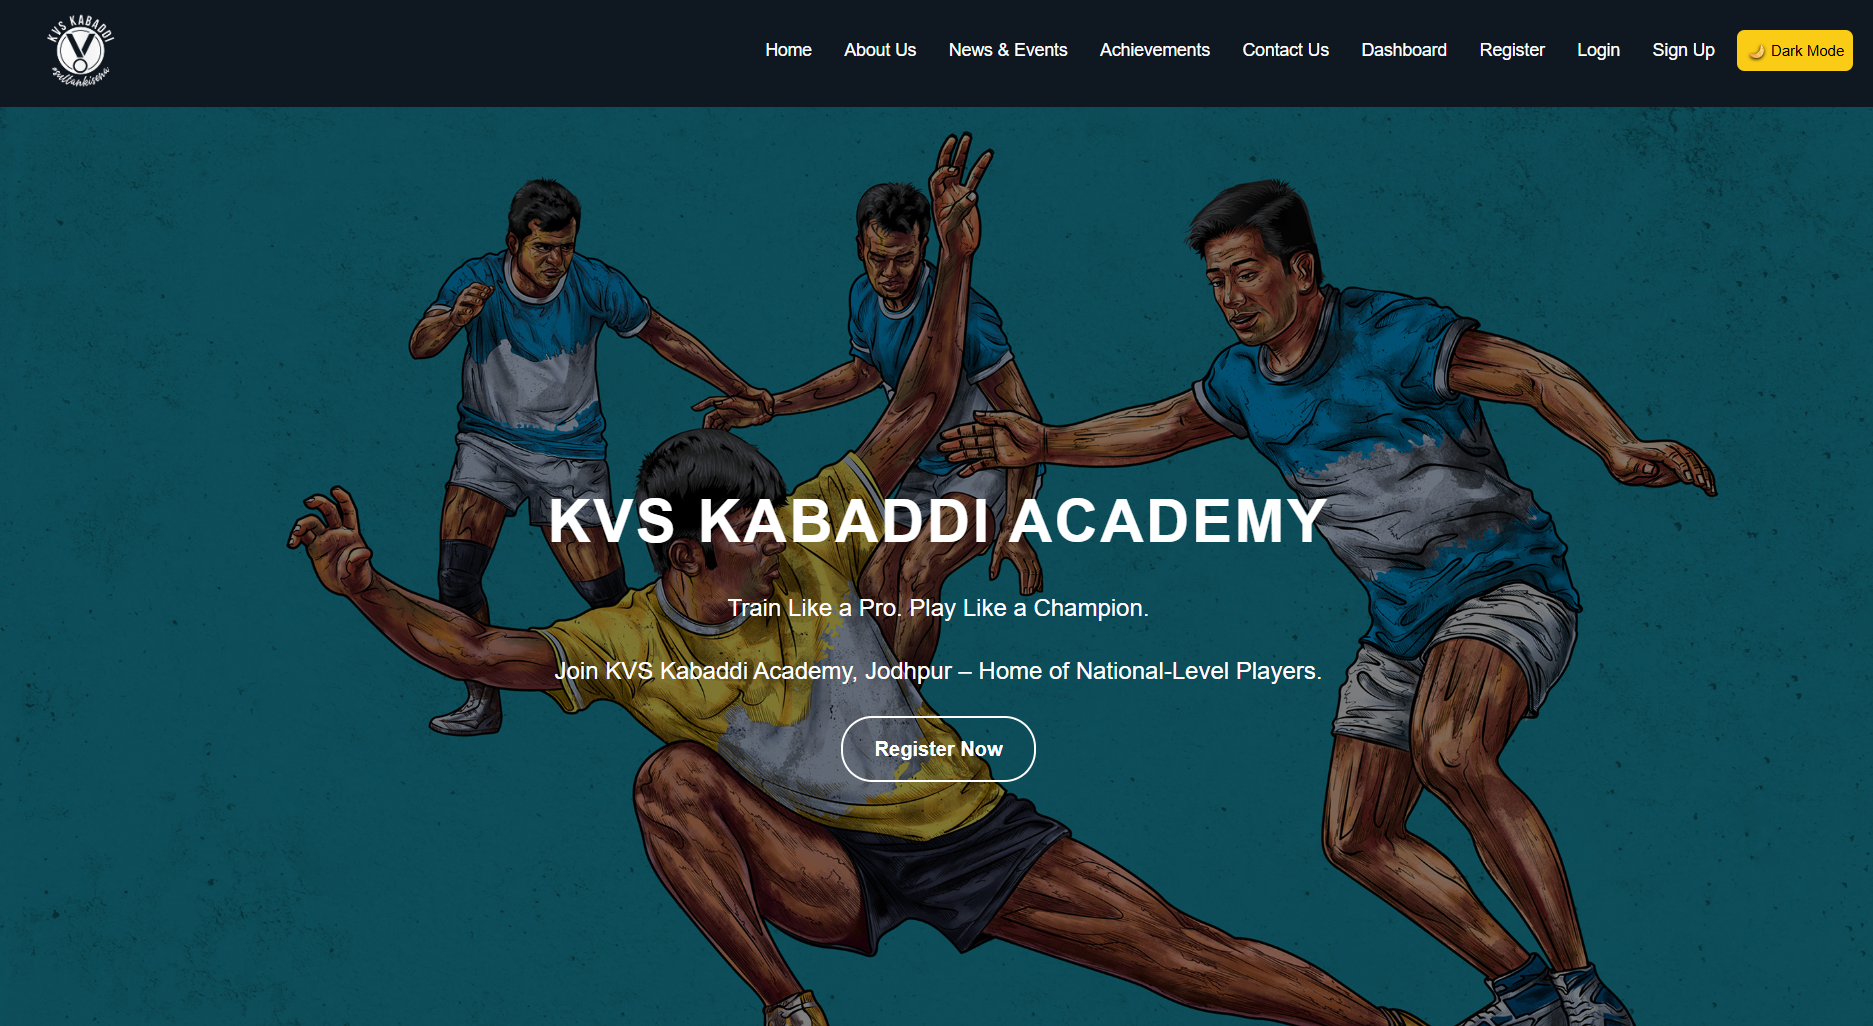 KVS KABADDI
#sultankisena
Home About Us News & Events Achievements Contact Us Dashboard Register Login Sign Up Dark Mode
KVS KABADDI ACADEMY
Train Like a Pro. Play Like a Champion.
Join KVS Kabaddi Academy, Jodhpur – Home of National-Level Players.
Register Now